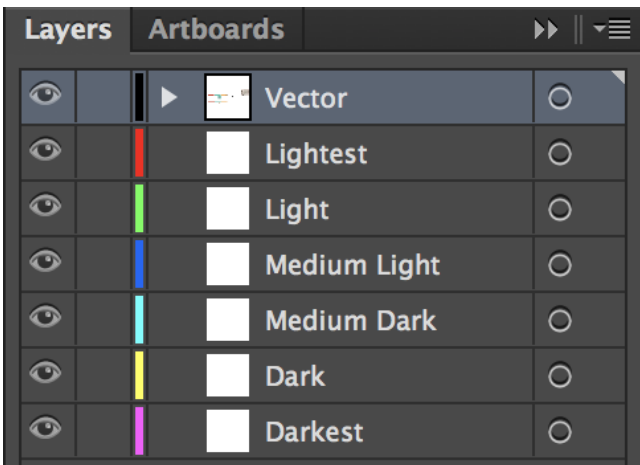 Layers Artboards
Vector
Lightest
Light
Medium Light
Medium Dark
Dark
Darkest